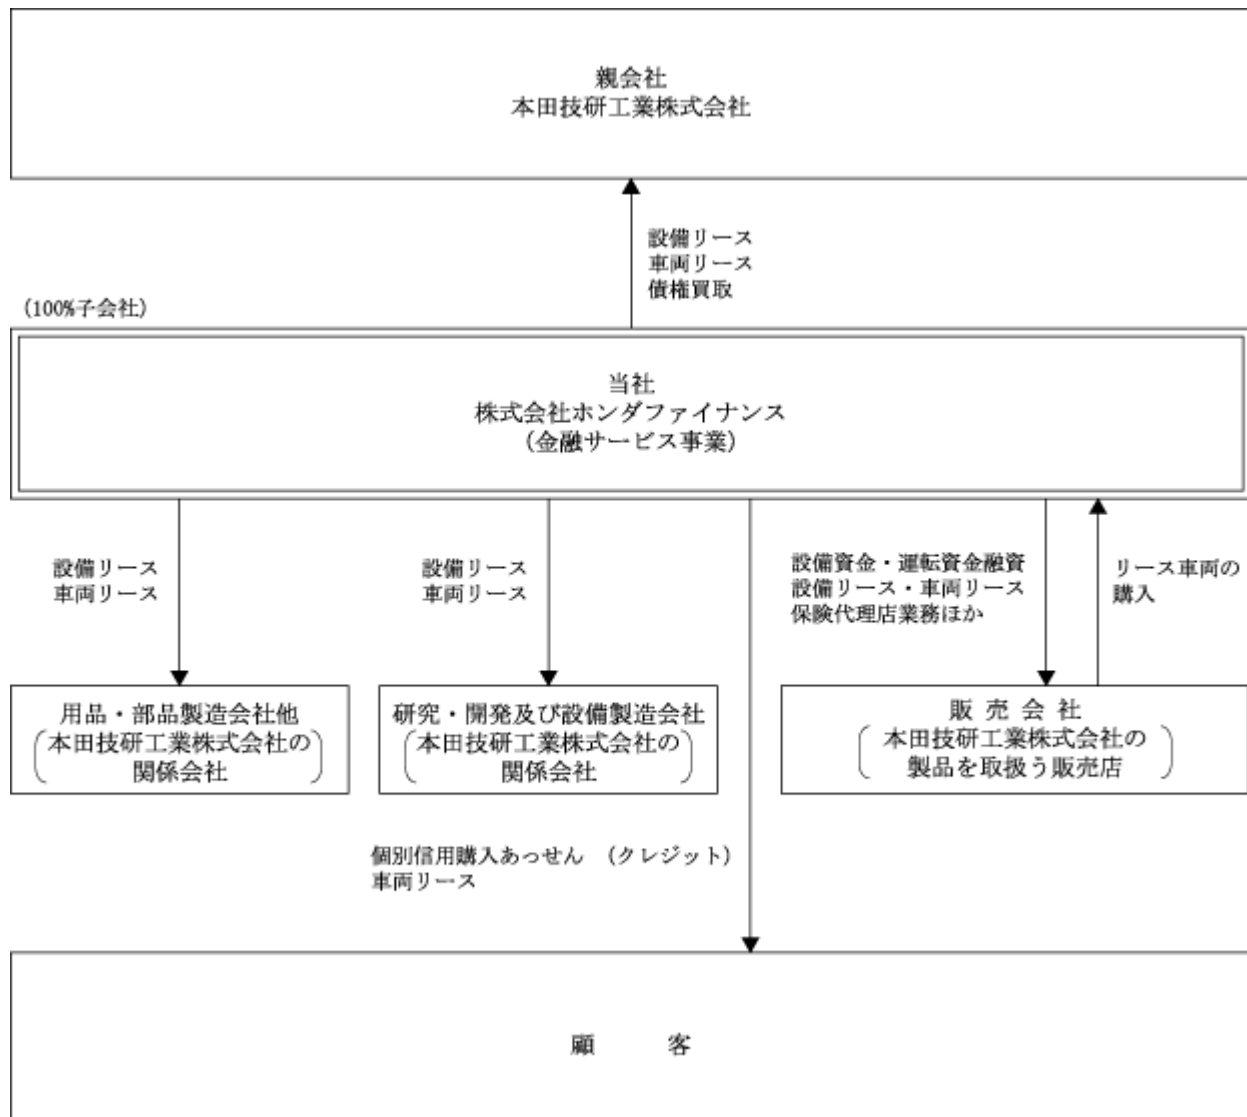 親会社
本田技研工業株式会社
設備リース
車両リース
債権買取
(100%子会社)
当社
株式会社ホンダファイナンス
(金融サービス事業)
設備リース
車両リース
設備リース
車両リース
設備資金・運転資金融資
設備リース・車両リース
保険代理店業務ほか
リース車両の
購入
用品・部品製造会社他
本田技研工業株式会社の
関係会社
研究・開発及び設備製造会社
本田技研工業株式会社の
関係会社
販売会社
本田技研工業株式会社の
製品を取扱う販売店
個別信用購入あっせん (クレジット)
車両リース
顧 客